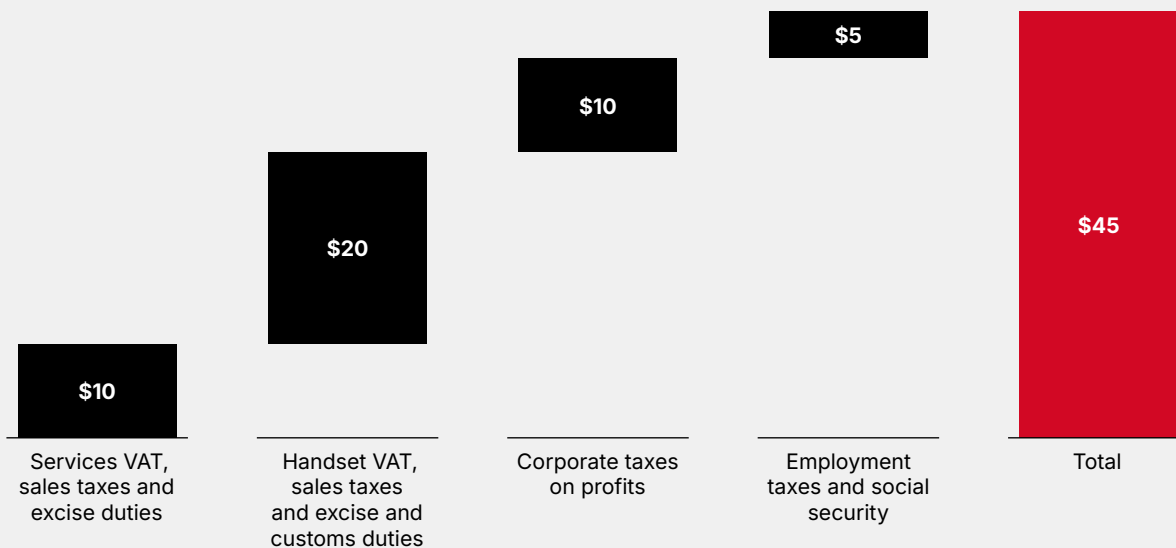 $5
$10
$20
$45
$10
Services VAT,
sales taxes and
excise duties
Handset VAT,
sales taxes
and excise and
customs duties
Corporate taxes
on profits
Employment
taxes and social
security
Total